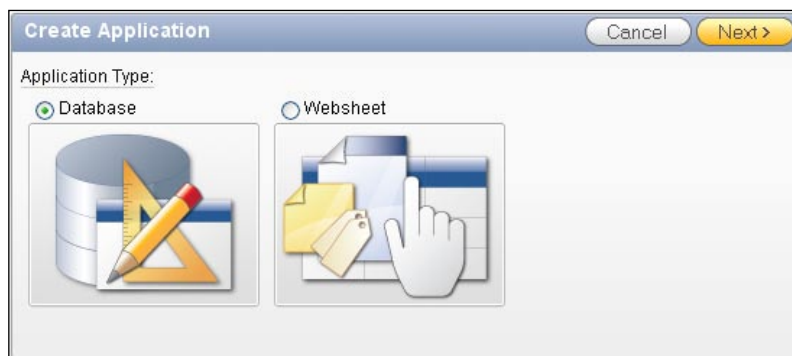 Create Application
Cancel
Next >
Application Type:
Database
Websheet